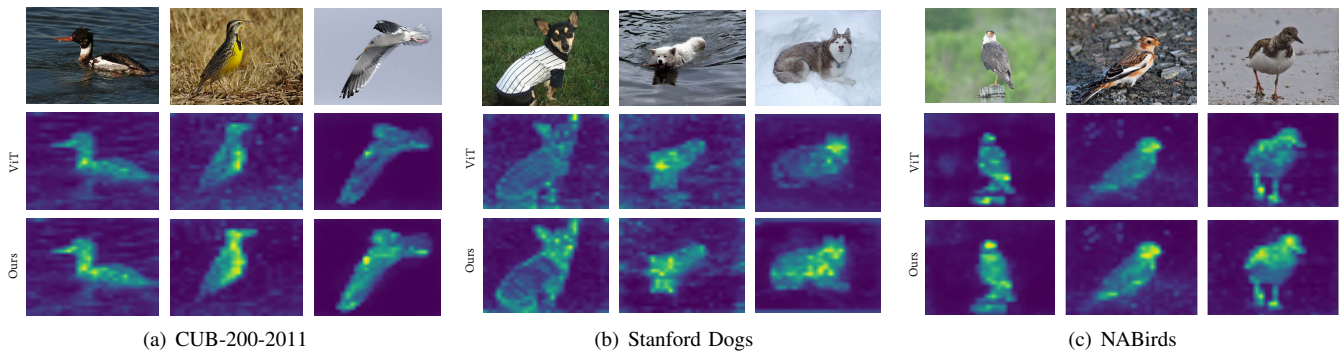 ViT
ViT
ViT
Ours
Ours
Ours
(a) CUB-200-2011
(b) Stanford Dogs
(c) NABirds